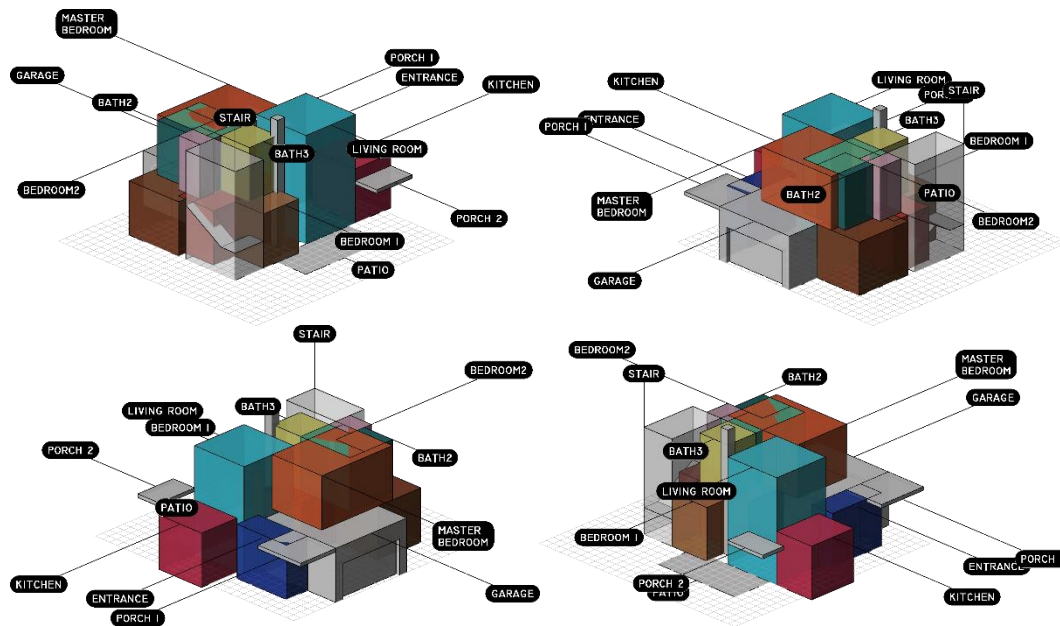 MASTER
BEDROOM
PORCH 1
GARAGE
ENTRANCE
KITCHEN
BATH2
STAIR
BATH3
LIVING ROOM
BEDROOM2
PORCH 2
BEDROOM 1
PATIO
KITCHEN
LIVING ROOM
POR
STAIR
PORCH 1
ENTRANCE
BATH3
BEDROOM 1
BATH2
PATIO
MASTER
BEDROOM
BEDROOM2
GARAGE
STAIR
BEDROOM2
LIVING ROOM
BATH3
BEDROOM 1
PORCH 2
BATH2
PATIO
MASTER
BEDROOM
KITCHEN
ENTRANCE
GARAGE
PORCH 1
BEDROOM2
MASTER
BEDROOM
STAIR
BATH2
GARAGE
BATH3
LIVING ROOM
BEDROOM 1
PORCH
ENTRANCE
PORCH 2
PATIO
KITCHEN